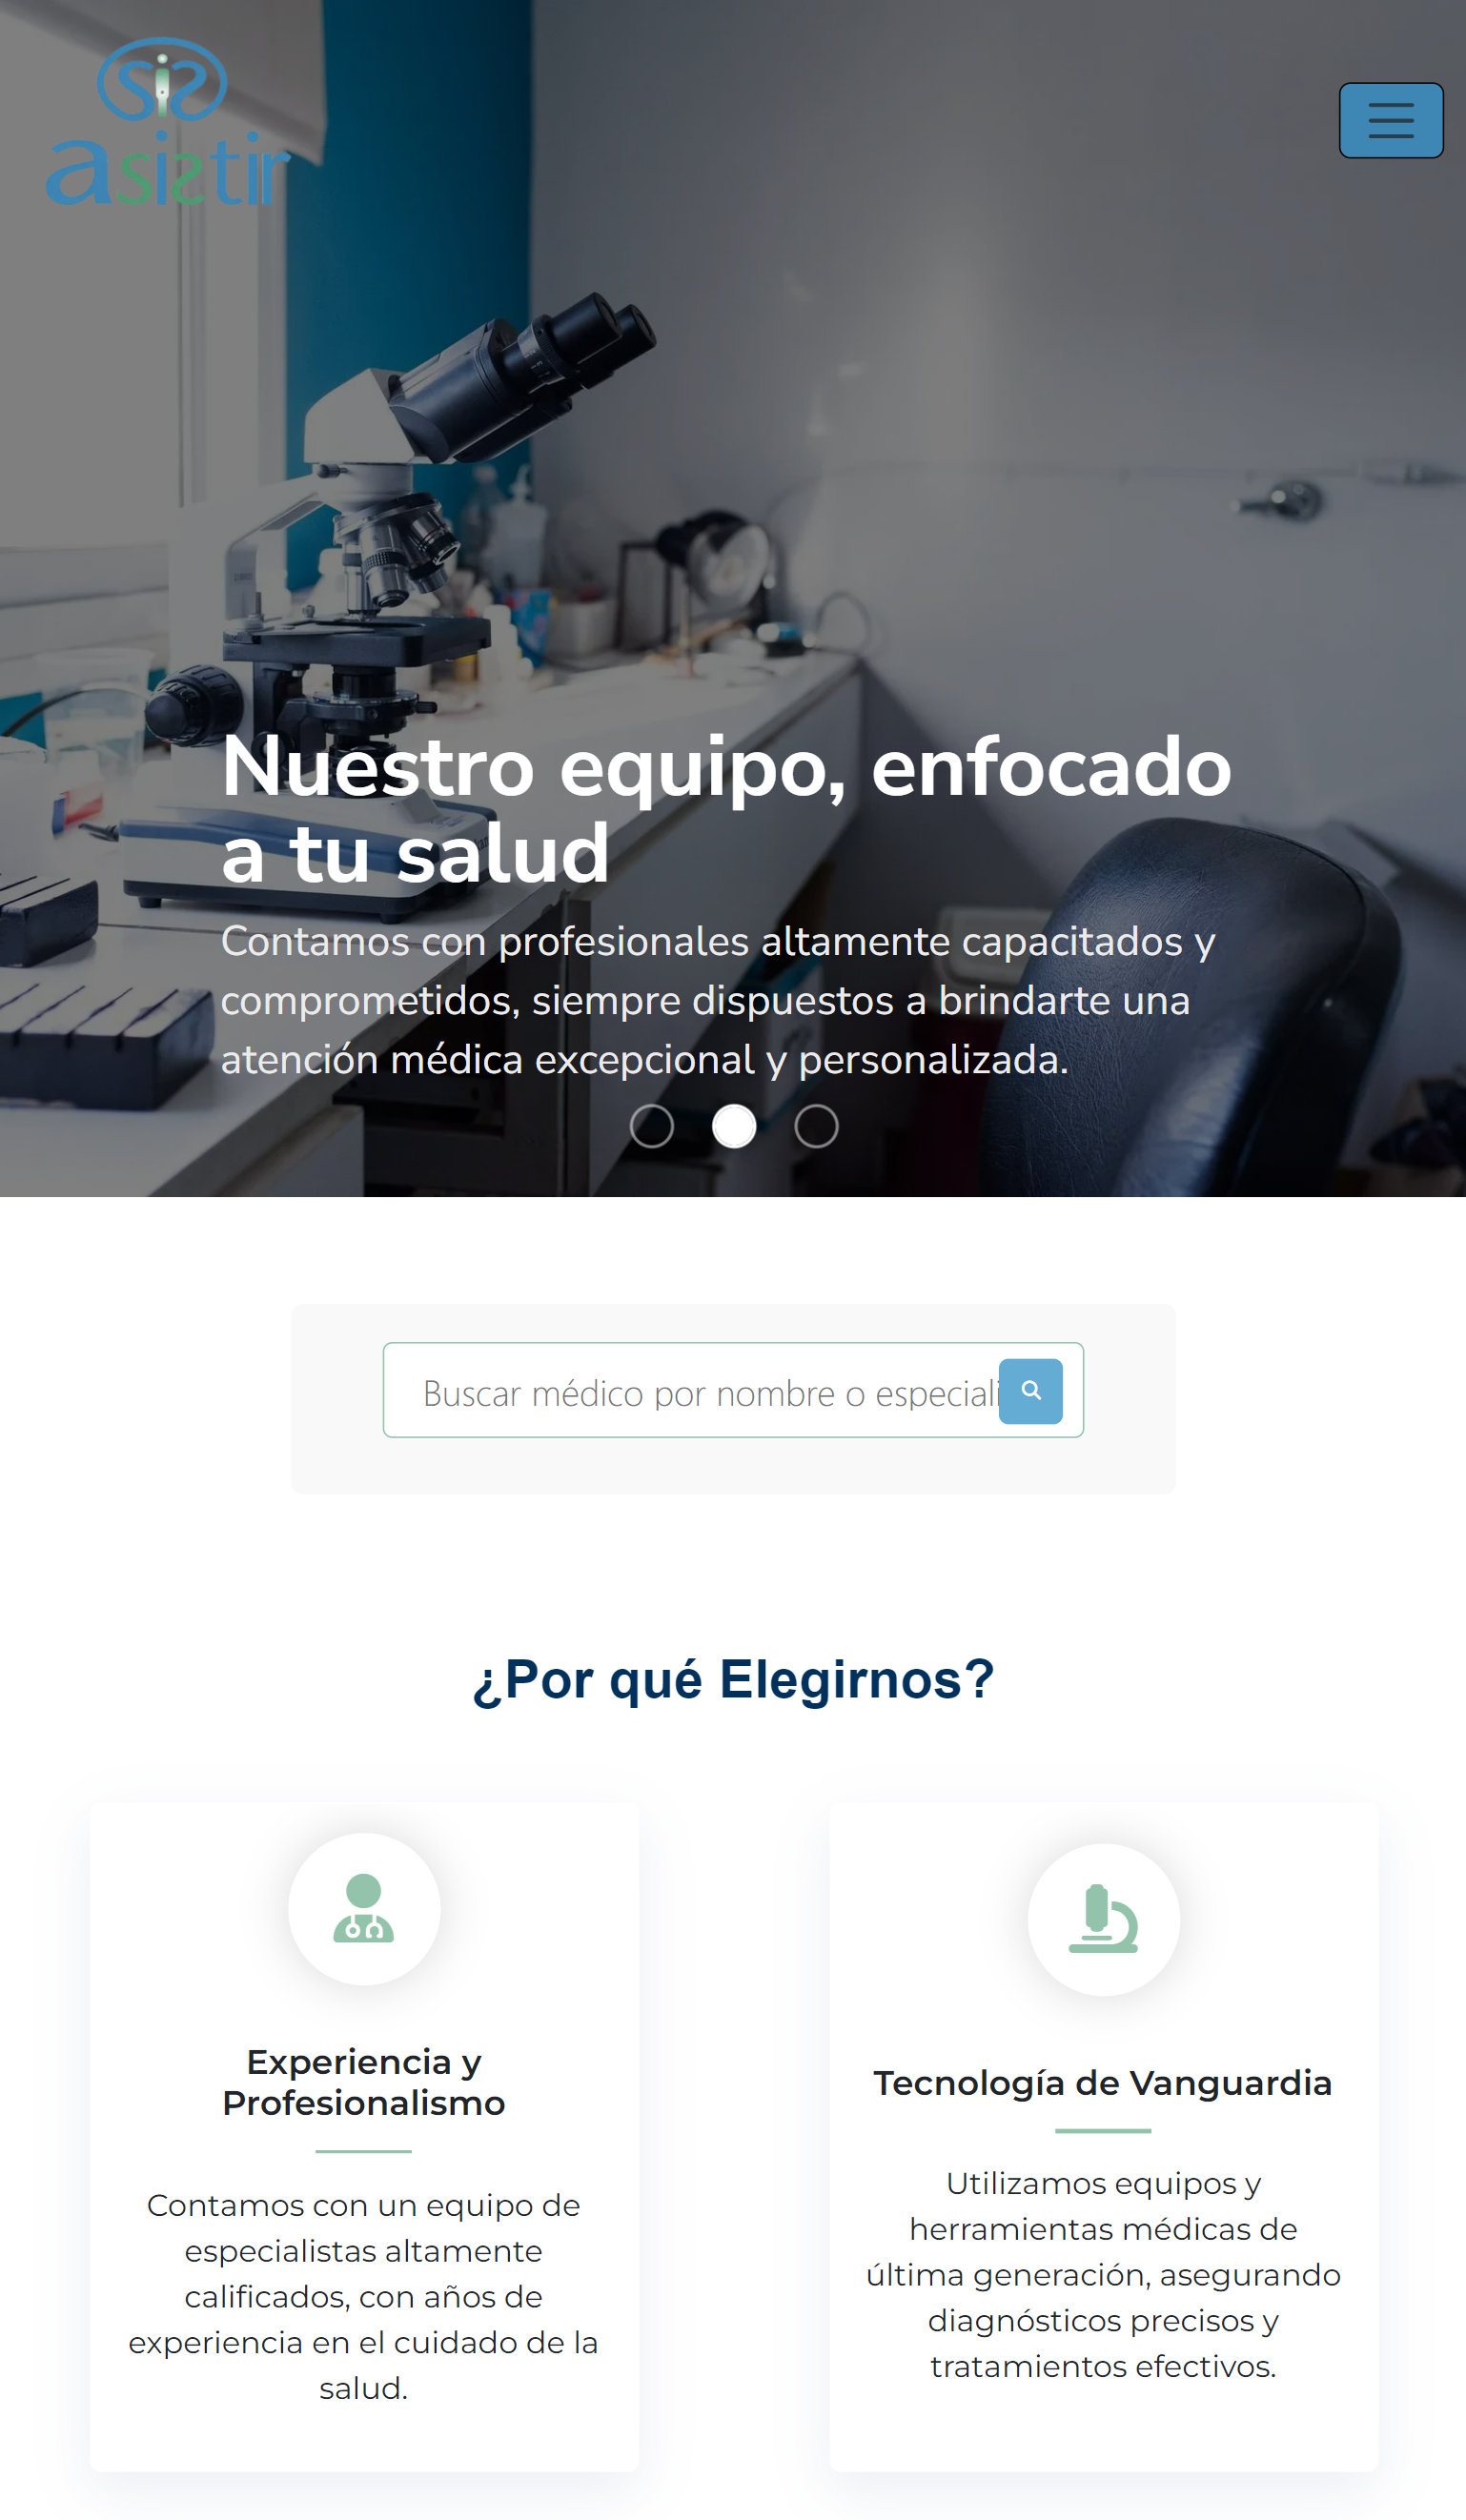 asistir
Nuestro equipo, enfocado
a tu salud
Contamos con profesionales altamente capacitados y
comprometidos, siempre dispuestos a brindarte una
atención médica excepcional y personalizada.
Buscar médico por nombre o especiali
¿Por qué Elegirnos?
Experiencia y
Profesionalismo
Contamos con un equipo de
especialistas altamente
calificados, con años de
experiencia en el cuidado de la
salud.
Tecnología de Vanguardia
Utilizamos equipos y
herramientas médicas de
última generación, asegurando
diagnósticos precisos y
tratamientos efectivos.